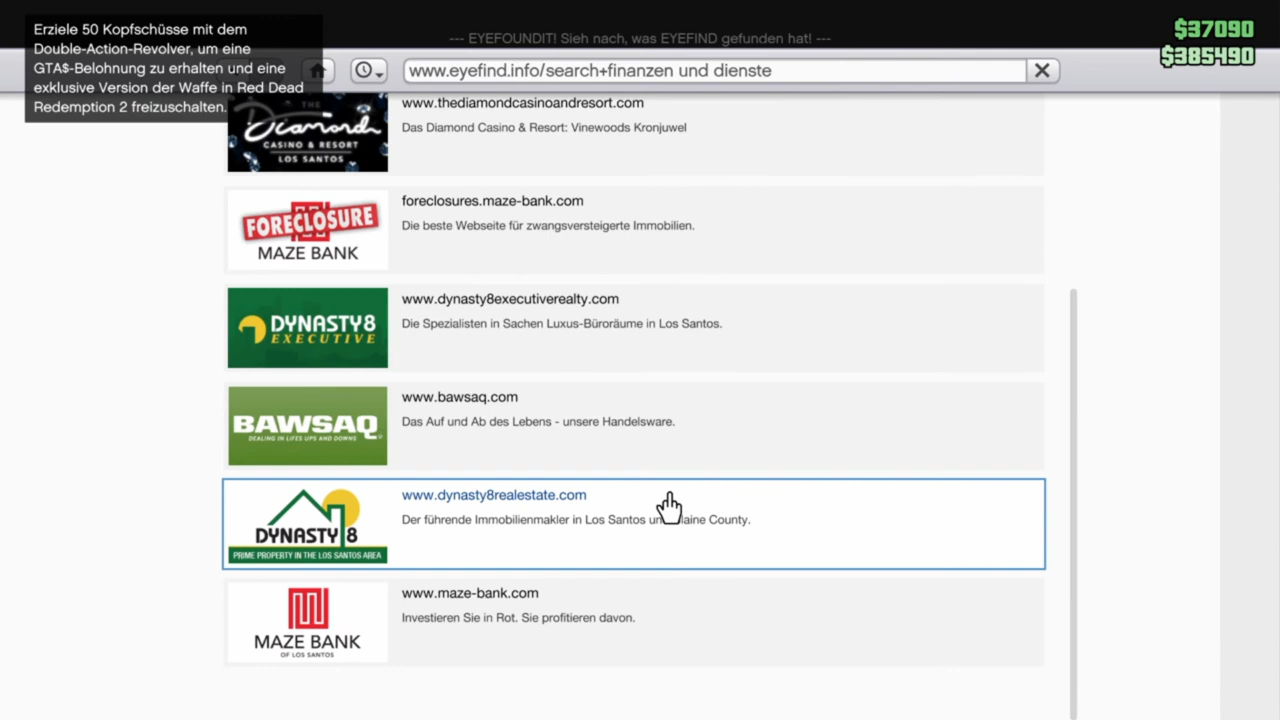 Erziele 50 Kopfschüsse mit dem
Double-Action-Revolver, um eine
GTA$-Belohnung zu erhalten und eine
exklusive Version der Waffe in Red Dead
Redemption 2 freizuschalten.
--- EYEFOUNDIT! Sieh nach, was EYEFIND gefunden hat! ---
$37090
$385490
www.eyefind.info/search+finanzen und dienste
THE
Diamond
CASINO & RESORT
LOS SANTOS
www.thediamondcasinoandresort.com
Das Diamond Casino & Resort: Vinewoods Kronjuwel
FORECLOSURE
MAZE BANK
foreclosures.maze-bank.com
Die beste Webseite für zwangsversteigerte Immobilien.
DYNASTY8
EXECUTIVE
www.dynasty8executiverealty.com
Die Spezialisten in Sachen Luxus-Büroräume in Los Santos.
BAWSAQ
DEALING IN LIFES UPS AND DOWNS
www.bawsaq.com
Das Auf und Ab des Lebens - unsere Handelsware.
DYNASTY 8
PRIME PROPERTY IN THE LOS SANTOS AREA
www.dynasty8realestate.com
Der führende Immobilienmakler in Los Santos County.
MAZE BANK
OF LOS SANTOS
www.maze-bank.com
Investieren Sie in Rot. Sie profitieren davon.